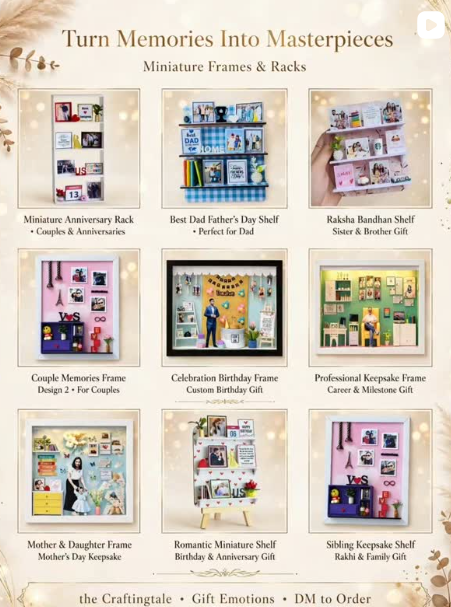 Turn Memories Into Masterpieces
Miniature Frames & Racks
Miniature Anniversary Rack
• Couples & Anniversaries
Best Dad Father's Day Shelf
• Perfect for Dad
Raksha Bandhan Shelf
Sister & Brother Gift
Couple Memories Frame
Design 2 • For Couples
Celebration Birthday Frame
Custom Birthday Gift
Professional Keepsake Frame
Career & Milestone Gift
Mother & Daughter Frame
Mother's Day Keepsake
Romantic Miniature Shelf
Birthday & Anniversary Gift
Sibling Keepsake Shelf
Rakhi & Family Gift
the Craftingtale • Gift Emotions • DM to Order